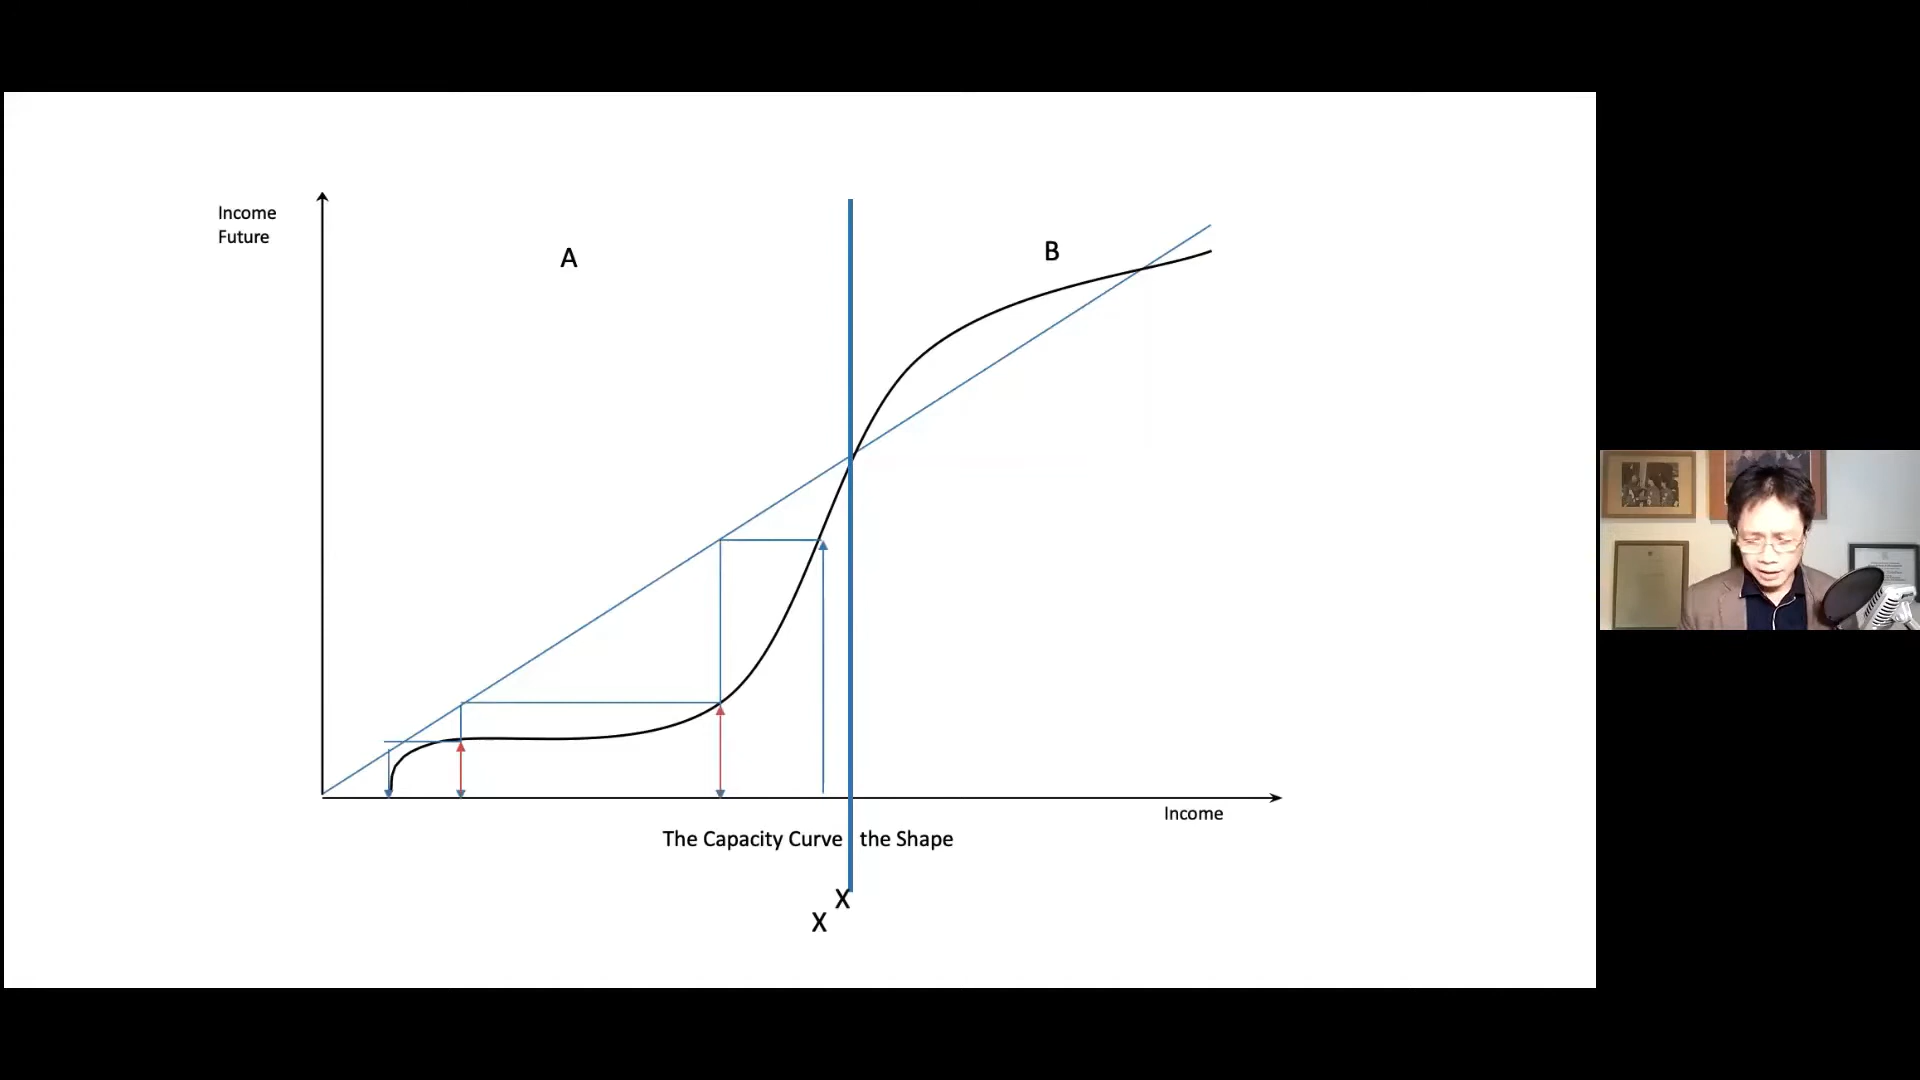 Income
Future
A
B
Income
The Capacity Curve the Shape
X
X